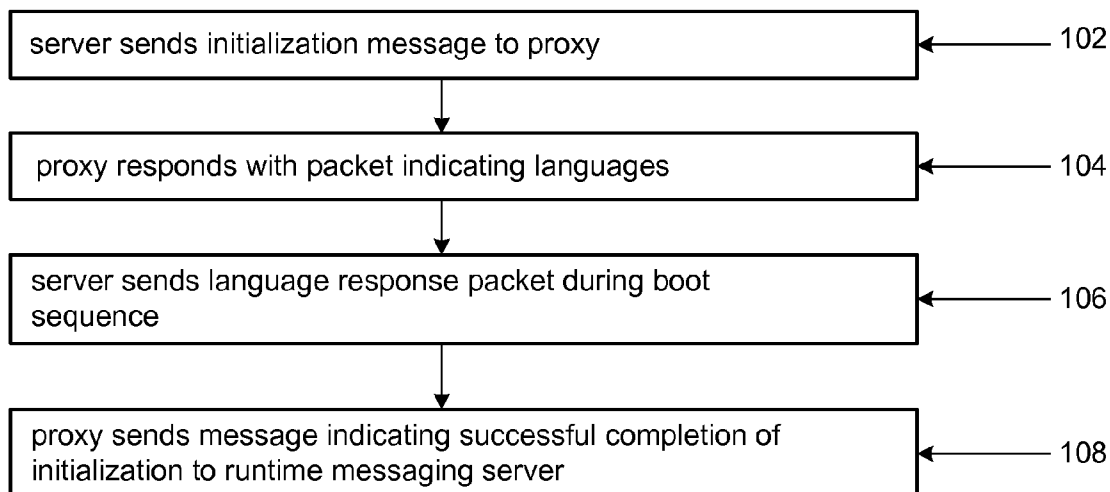 server sends initialization message to proxy
102
proxy responds with packet indicating languages
104
server sends language response packet during boot
sequence
106
proxy sends message indicating successful completion of
initialization to runtime messaging server
108